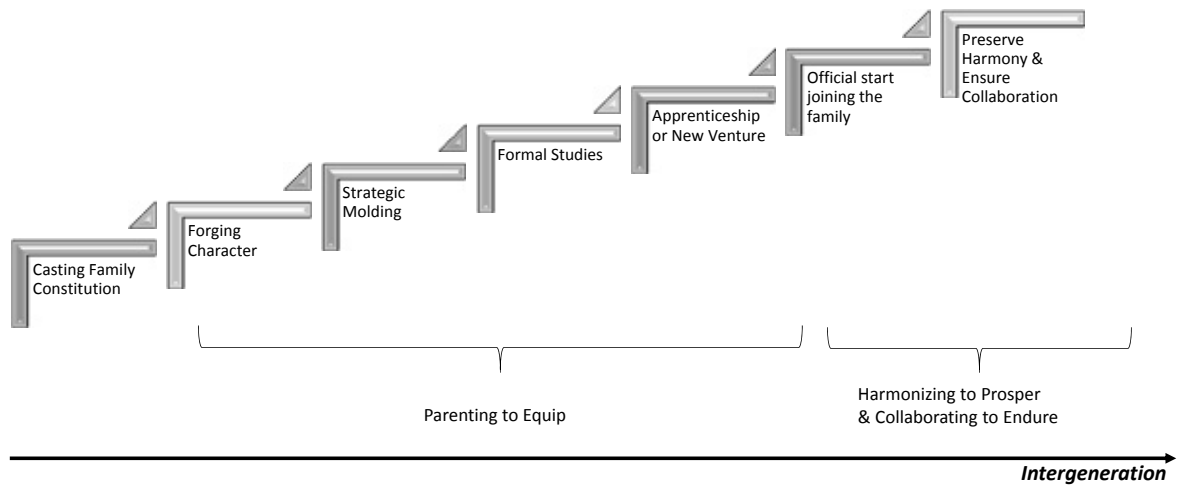 Casting Family
Constitution
Forging
Character
Strategic
Molding
Formal Studies
Apprenticeship
or New Venture
Official start
joining the
family
Preserve
Harmony &
Ensure
Collaboration
Parenting to Equip
Harmonizing to Prosper
& Collaborating to Endure
Intergeneration